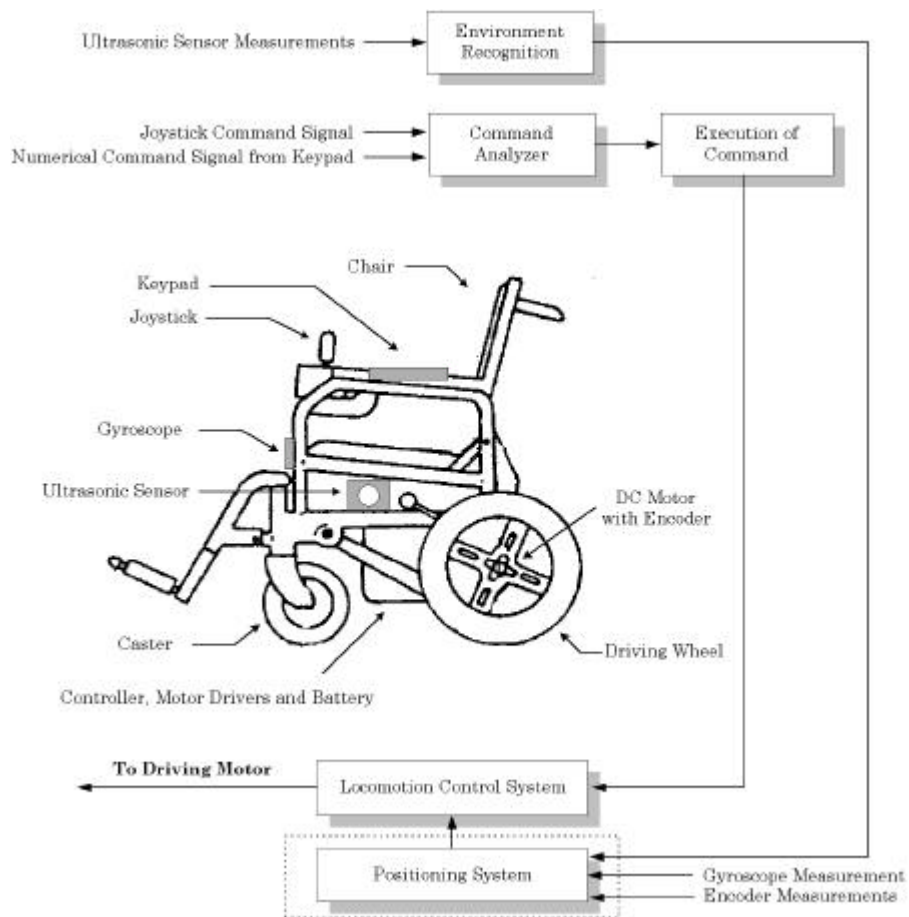 Ultrasonic Sensor Measurements
Environment
Recognition
Joystick Command Signal
Numerical Command Signal from Keypad
Command
Analyzer
Execution of
Command
Chair
Keypad
Joystick
Gyroscope
Ultrasonic Sensor
DC Motor
with Encoder
Caster
Driving Wheel
Controller, Motor Drivers and Battery
To Driving Motor
Locomotion Control System
Positioning System
Gyroscope Measurement
Encoder Measurements